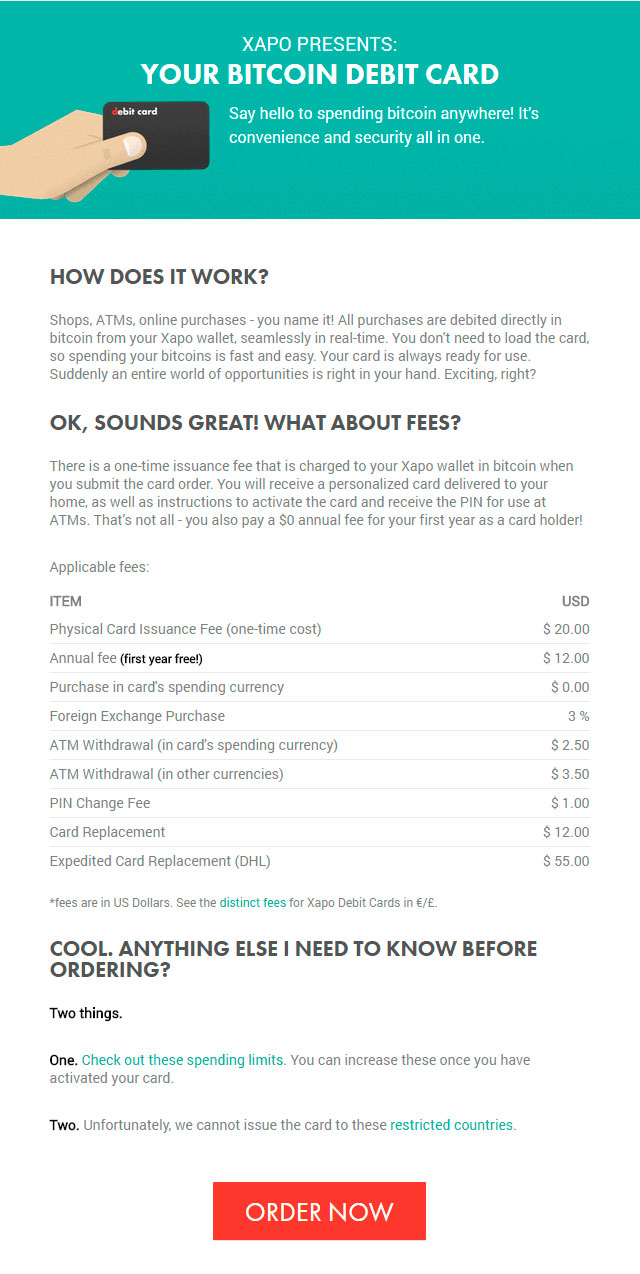 XAPO PRESENTS:
YOUR BITCOIN DEBIT CARD
debit card
Say hello to spending bitcoin anywhere! It's
convenience and security all in one.
HOW DOES IT WORK?
Shops, ATMs, online purchases - you name it! All purchases are debited directly in
bitcoin from your Xapo wallet, seamlessly in real-time. You don't need to load the card,
so spending your bitcoins is fast and easy. Your card is always ready for use.
Suddenly an entire world of opportunities is right in your hand. Exciting, right?
OK, SOUNDS GREAT! WHAT ABOUT FEES?
There is a one-time issuance fee that is charged to your Xapo wallet in bitcoin when
you submit the card order. You will receive a personalized card delivered to your
home, as well as instructions to activate the card and receive the PIN for use at
ATMs. That's not all - you also pay a $0 annual fee for your first year as a card holder!
Applicable fees:
ITEM USD
Physical Card Issuance Fee (one-time cost) $ 20.00
Annual fee (first year free!) $ 12.00
Purchase in card's spending currency $ 0.00
Foreign Exchange Purchase 3 %
ATM Withdrawal (in card's spending currency) $ 2.50
ATM Withdrawal (in other currencies) $ 3.50
PIN Change Fee $ 1.00
Card Replacement $ 12.00
Expedited Card Replacement (DHL) $ 55.00
*fees are in US Dollars. See the distinct fees for Xapo Debit Cards in €/£.
COOL. ANYTHING ELSE I NEED TO KNOW BEFORE
ORDERING?
Two things.
One. Check out these spending limits. You can increase these once you have
activated your card.
Two. Unfortunately, we cannot issue the card to these restricted countries.
ORDER NOW